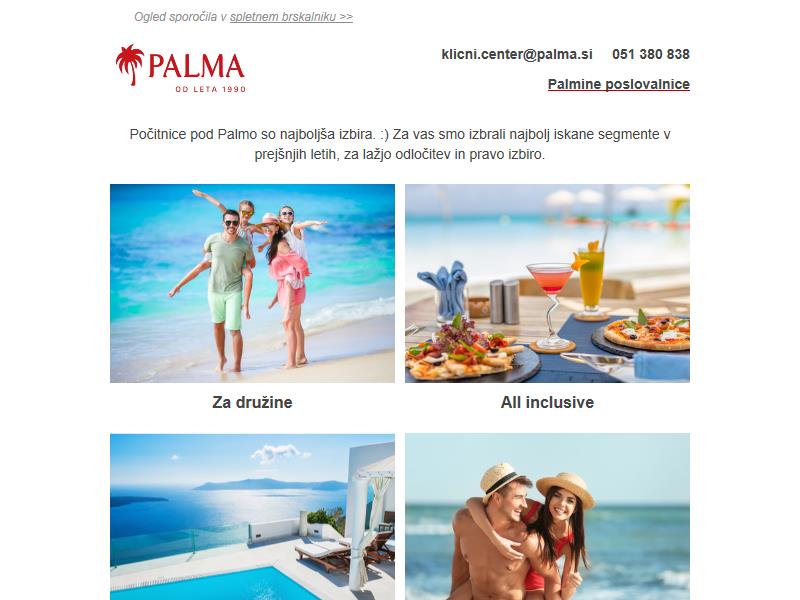 Ogled sporočila v spletnem brskalniku >>
PALMA
OD LETA 1990
klicni.center@palma.si 051 380 838
Palmine poslovalnice
Počitnice pod Palmo so najboljša izbira. :) Za vas smo izbrali najbolj iskane segmente v
prejšnjih letih, za lažjo odločitev in pravo izbiro.
Za družine
All inclusive